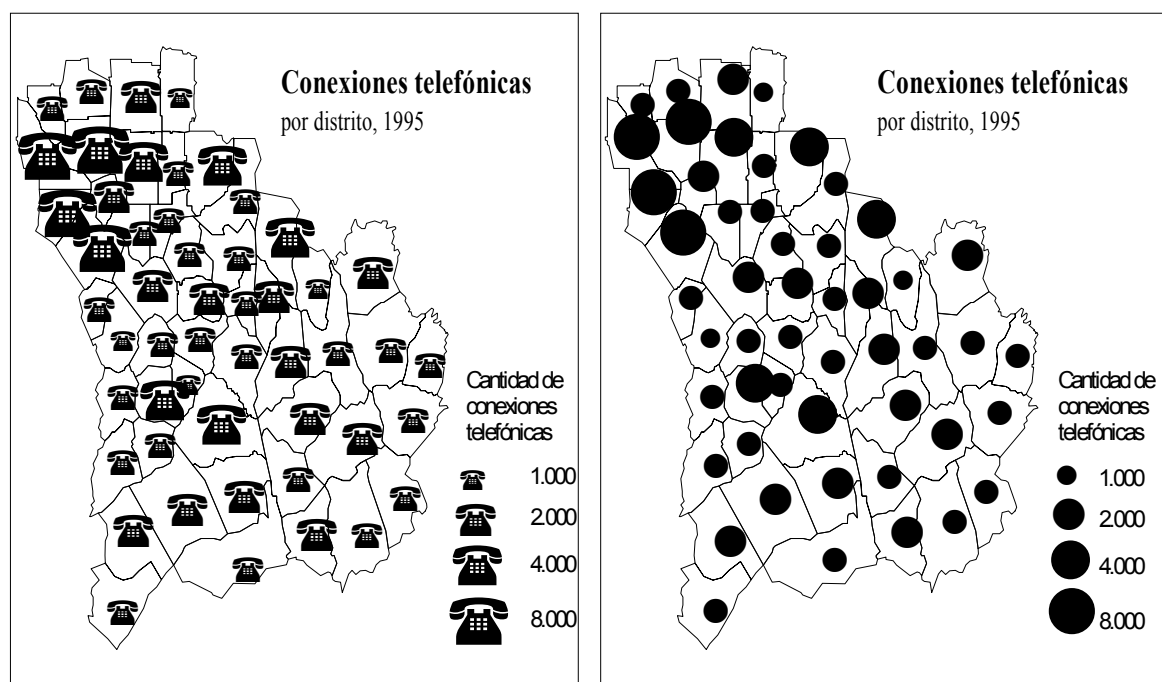 Conexiones telefónicas
por distrito, 1995
Cantidad de
conexiones
telefónicas
1.000
2.000
4.000
8.000
Conexiones telefónicas
por distrito, 1995
Cantidad de
conexiones
telefónicas
1.000
2.000
4.000
8.000